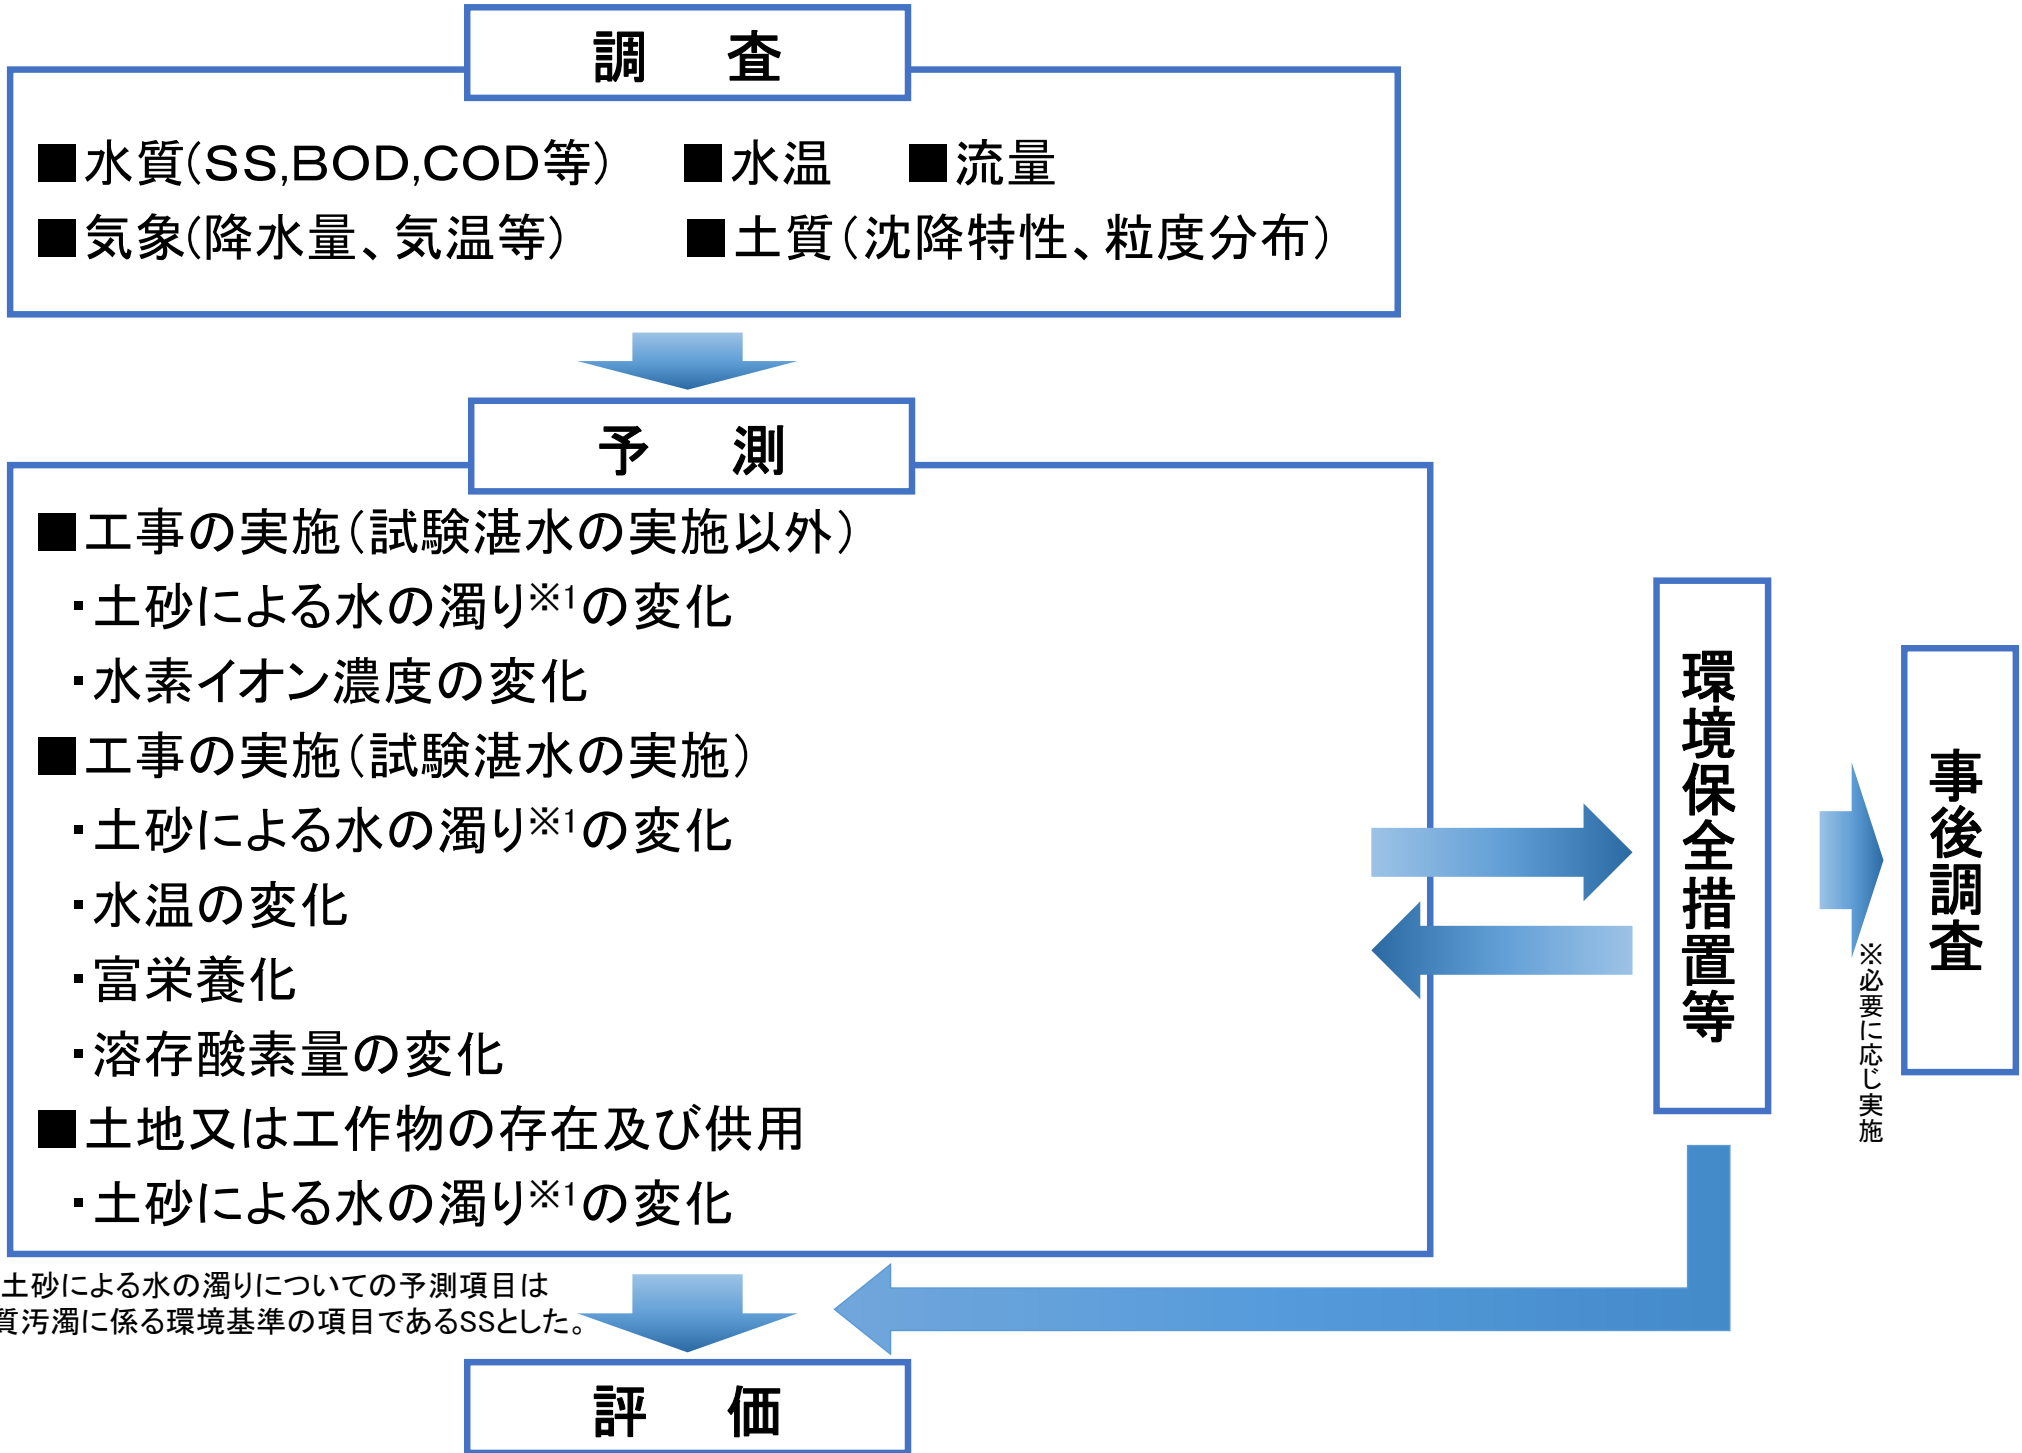 調　査
■水質(SS,BOD,COD等)　■水温　■流量
■気象(降水量、気温等)　■土質(沈降特性、粒度分布)
予　測
■工事の実施(試験湛水の実施以外)
・土砂による水の濁り※1の変化
・水素イオン濃度の変化
■工事の実施(試験湛水の実施)
・土砂による水の濁り※1の変化
・水温の変化
・富栄養化
・溶存酸素量の変化
■土地又は工作物の存在及び供用
・土砂による水の濁り※1の変化
環境保全措置等
※必要に応じ実施
事後調査
土砂による水の濁りについての予測項目は
質汚濁に係る環境基準の項目であるSSとした。
評　価